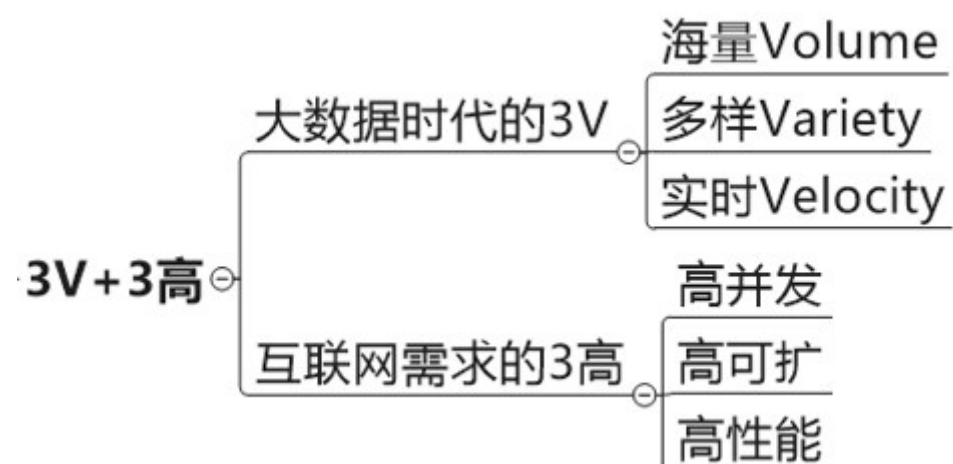 3V+3高
大数据时代的3V
海量Volume
多样Variety
实时Velocity
互联网需求的3高
高并发
高可扩
高性能